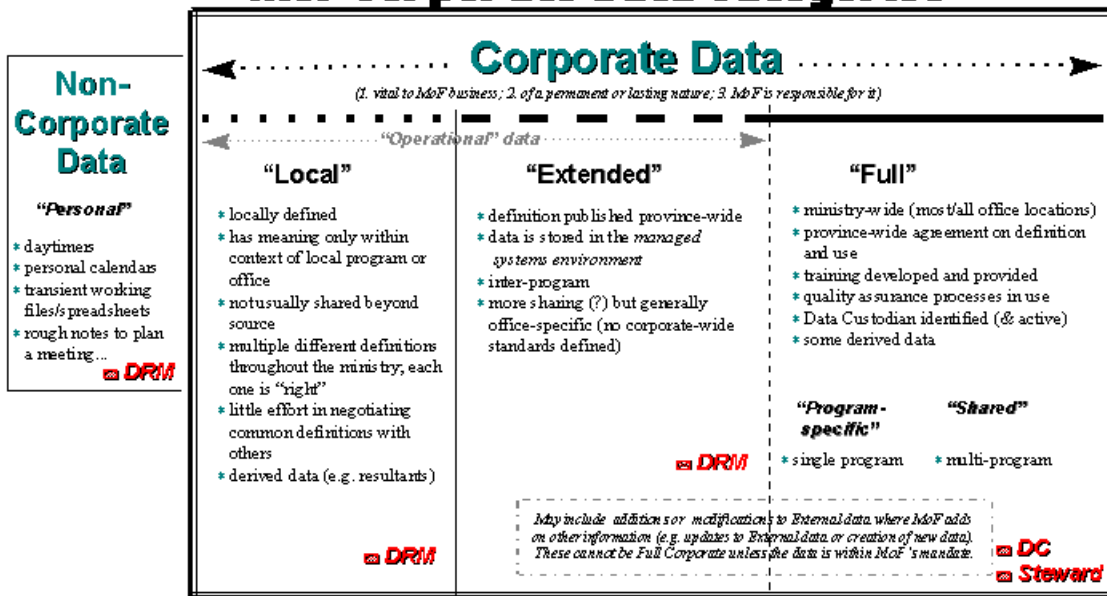 Corporate Data
(1. vital to MoF business; 2. of a permanent or lasting nature; 3. MoF is responsible for it)
"Operational" data
Non-
Corporate
Data
"Personal"
* daytimers
* personal calendars
* transient working
files/spreadsheets
* rough notes to plan
a meeting...
DRM
"Local"
* locally defined
* has meaning only within
context of local program or
office
* not usually shared beyond
source
* multiple different definitions
throughout the ministry; each
one is "right"
* little effort in negotiating
common definitions with
others
* derived data (e.g. resultants)
DRM
"Extended"
* definition published province-wide
* data is stored in the managed
systems environment
* inter-program
* more sharing (?) but generally
office-specific (no corporate-wide
standards defined)
DRM
"Full"
* ministry-wide (most/all office locations)
* province-wide agreement on definition
and use
* training developed and provided
* quality assurance processes in use
* Data Custodian identified (& active)
* some derived data
"Program-
specific"
* single program
"Shared"
* multi-program
May include additions or modifications to External data where MoF adds
on other information (e.g. updates to External data or creation of new data).
These cannot be Full Corporate unless the data is within MoF's mandate.
DC
Steward